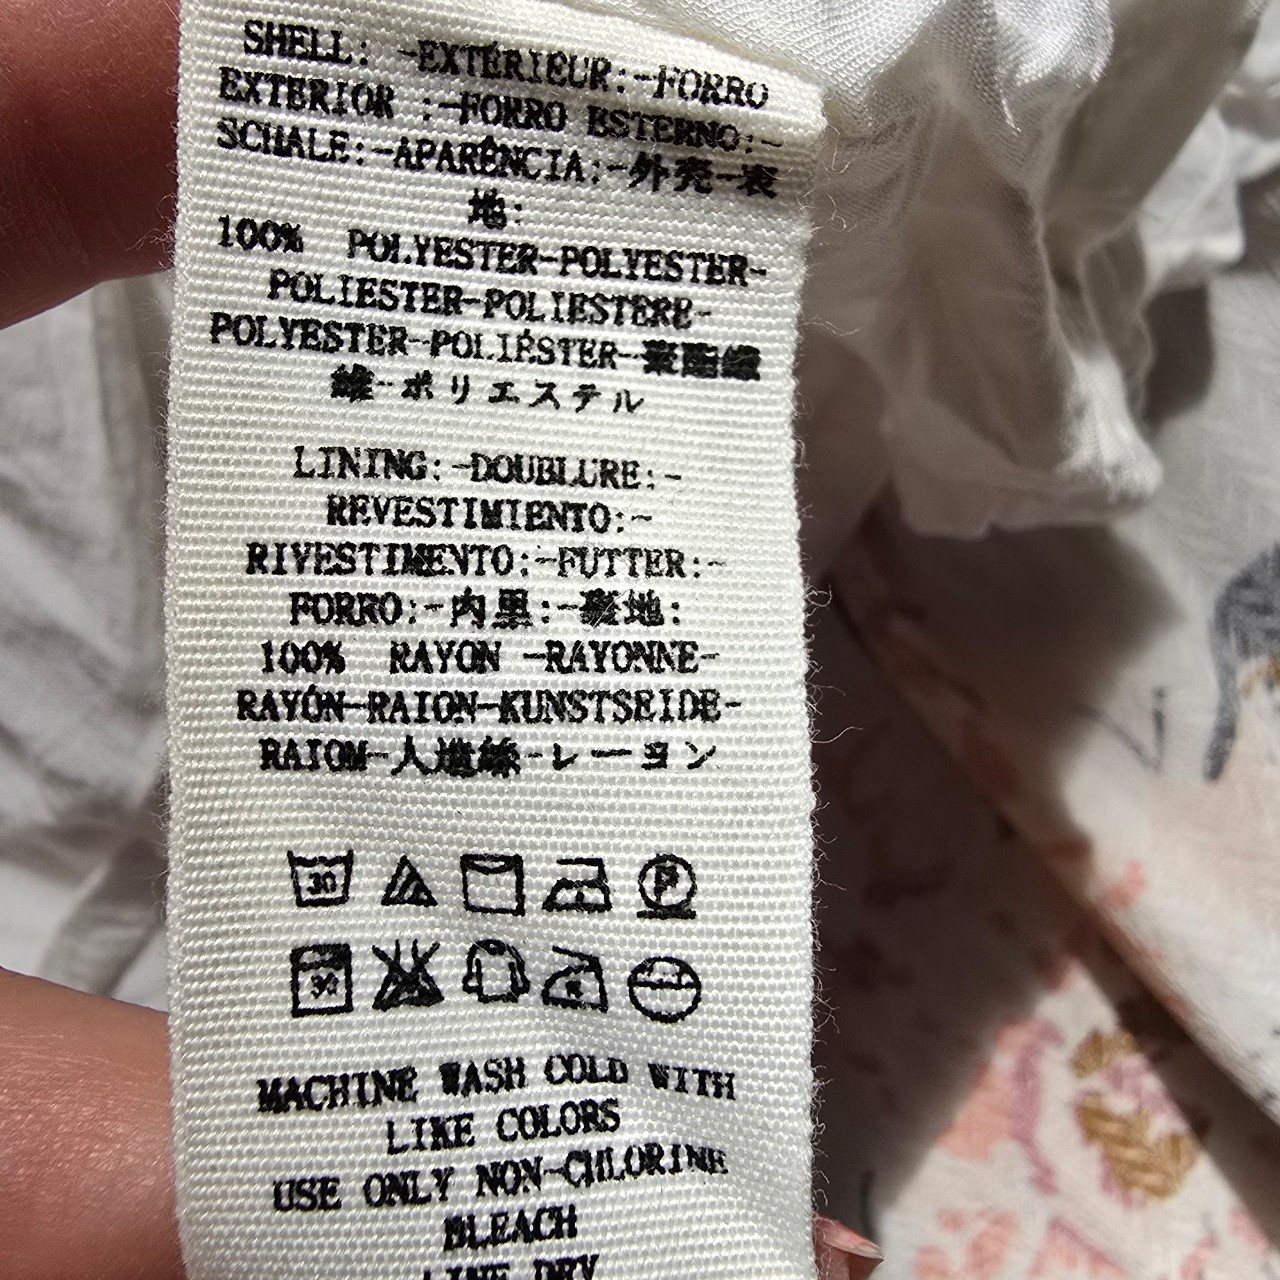 SHELL: -EXTÉRIEUR:-FORRO
EXTERIOR :-FORRO ESTERNO:-
SCHALE:-APARÊNCIA:-外壳-表
地:
100% POLYESTER-POLYESTER-
POLIESTER-POLIESTERE-
POLYESTER-POLIÉSTER-聚酯纖
維-ポリエステル
LINING:-DOUBLURE:-
REVESTIMIENTO:-
RIVESTIMENTO:-FUTTER:-
FORRO:-内里:-裏地:
100% RAYON -RAYONNE-
RAYÓN-RAION-KUNSTSEIDE-
RAIOM-人造絲-レーヨン
30
P
30
MACHINE WASH COLD WITH
LIKE COLORS
USE ONLY NON-CHLORINE
BLEACH
LINE DRY